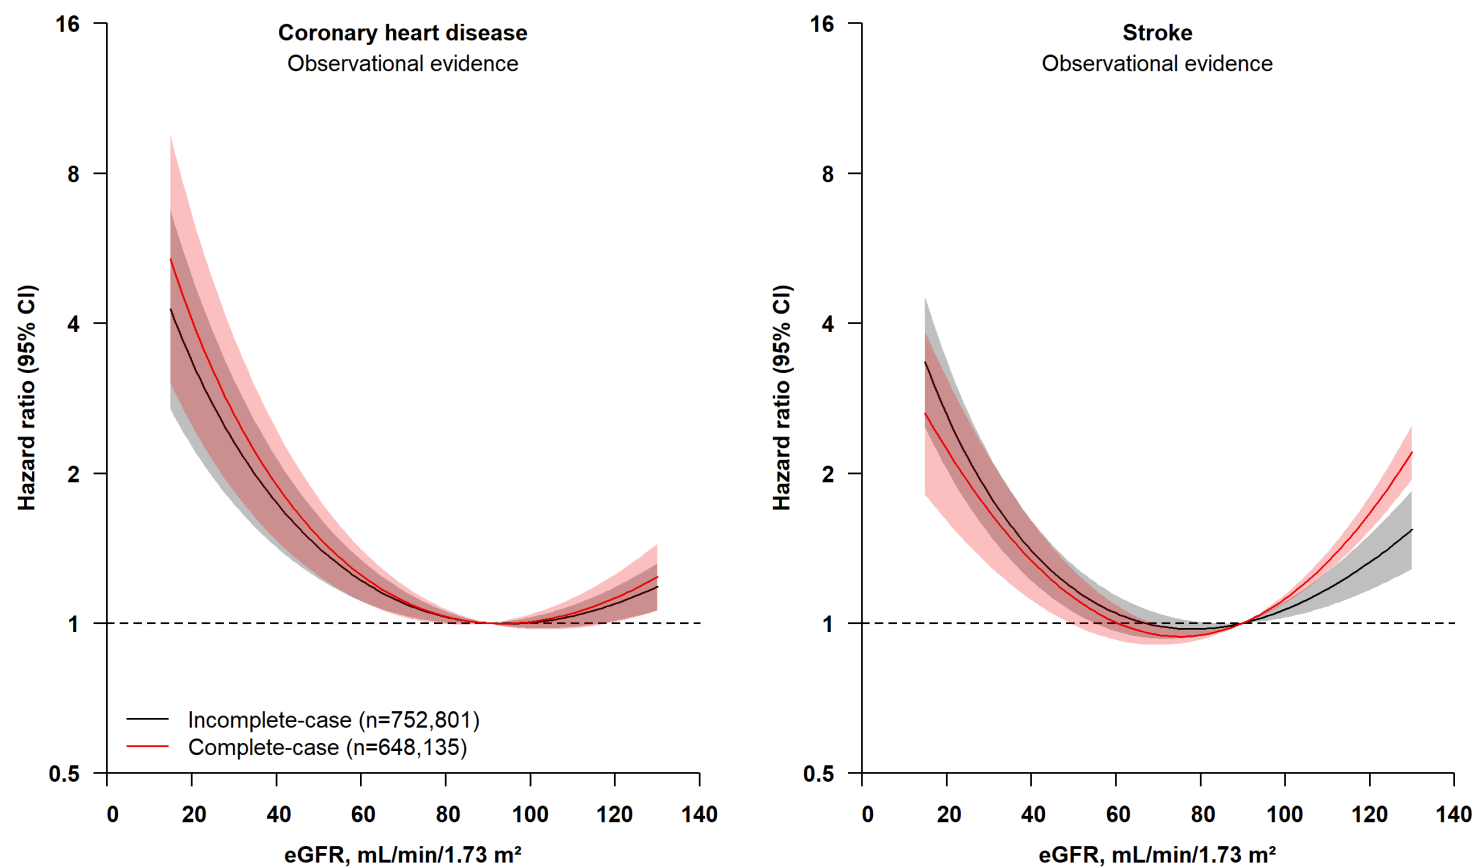 Coronary heart disease
Observational evidence
16
8
4
2
1
0.5
Hazard ratio (95% CI)
Incomplete-case (n=752,801)
Complete-case (n=648,135)
0 20 40 60 80 100 120 140
eGFR, mL/min/1.73 m²
Stroke
Observational evidence
16
8
4
2
1
0.5
Hazard ratio (95% CI)
0 20 40 60 80 100 120 140
eGFR, mL/min/1.73 m²